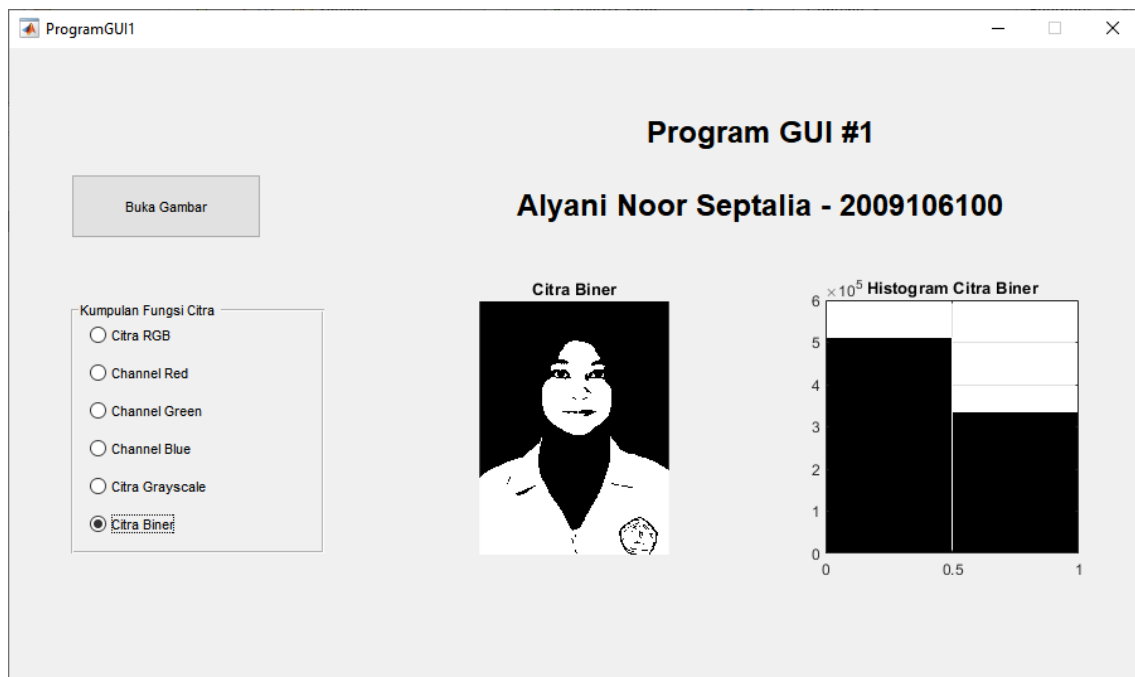 ProgramGUI1
Program GUI #1
Buka Gambar
Alyani Noor Septalia - 2009106100
Kumpulan Fungsi Citra
Citra RGB
Channel Red
Channel Green
Channel Blue
Citra Grayscale
Citra Biner
Citra Biner
×10⁵ Histogram Citra Biner
6
5
4
3
2
1
0
0 0.5 1